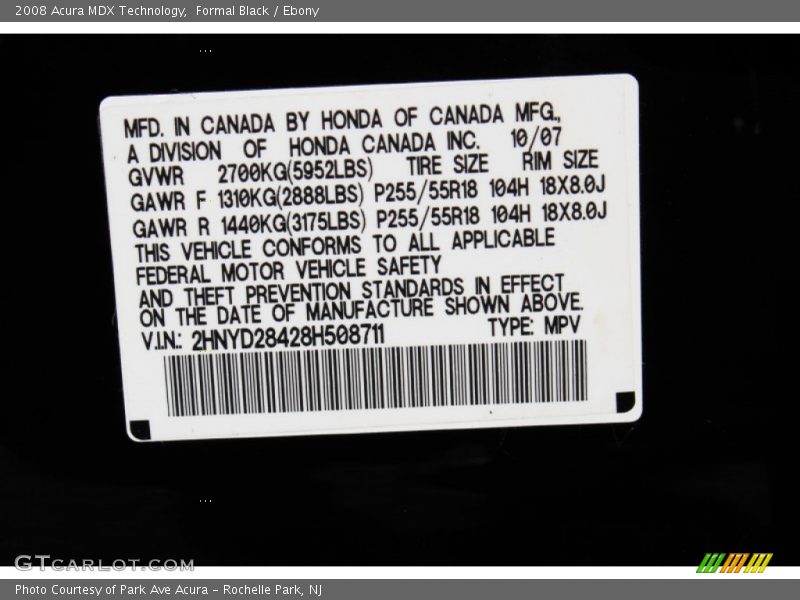 2008 Acura MDX Technology,  Formal Black / Ebony
MFD. IN CANADA BY HONDA OF CANADA MFG.,
A DIVISION OF HONDA CANADA INC. 10/07
GVWR 2700KG(5952LBS) TIRE SIZE RIM SIZE
GAWR F 1310KG(2888LBS) P255/55R18 104H 18X8.0J
GAWR R 1440KG(3175LBS) P255/55R18 104H 18X8.0J
THIS VEHICLE CONFORMS TO ALL APPLICABLE
FEDERAL MOTOR VEHICLE SAFETY
AND THEFT PREVENTION STANDARDS IN EFFECT
ON THE DATE OF MANUFACTURE SHOWN ABOVE.
V.I.N.: 2HNYD28428H508711 TYPE: MPV
GTCARLOT.COM
Photo Courtesy of Park Ave Acura - Rochelle Park, NJ